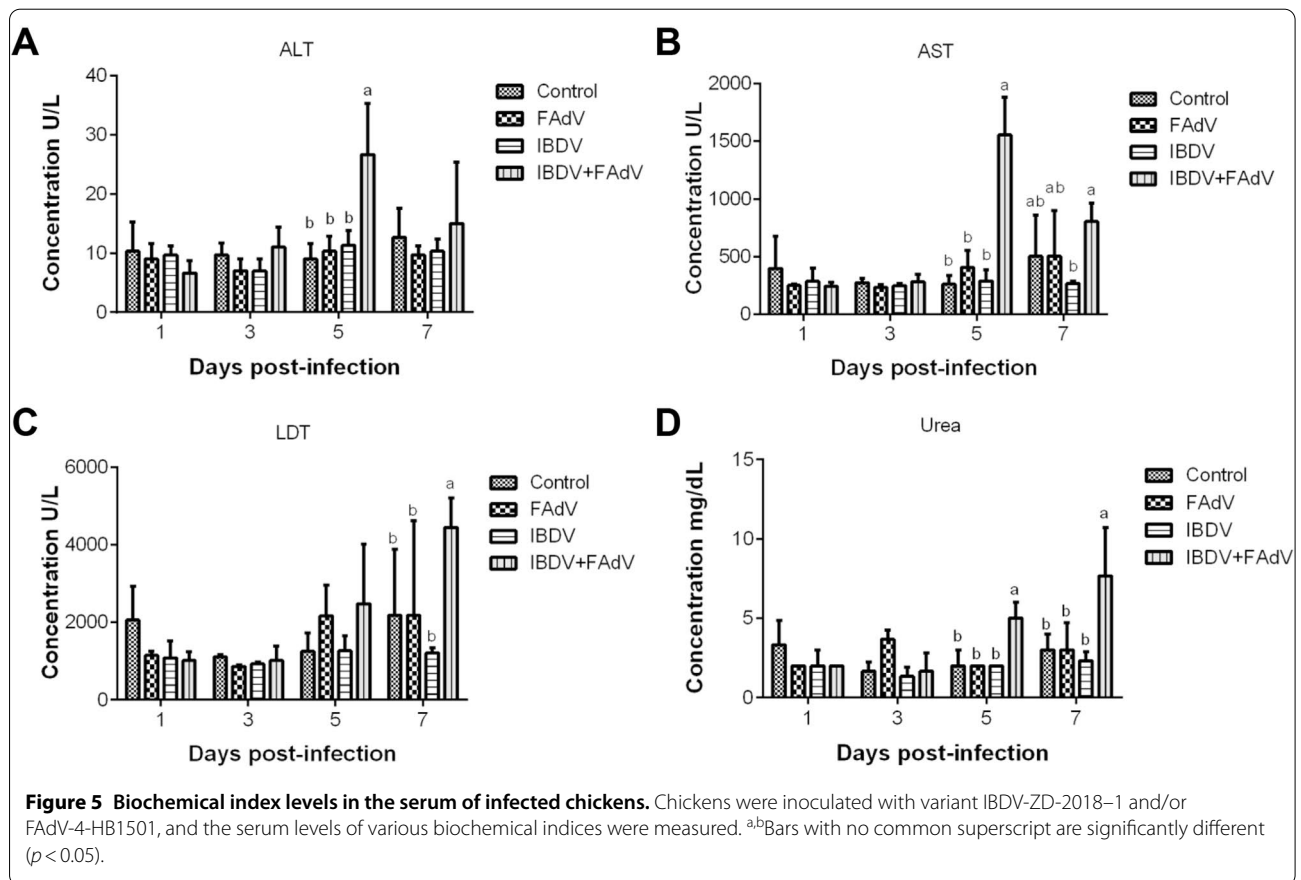 A
ALT
Concentration U/L
40
30
20
10
0
b b b a
1 3 5 7
Days post-infection
Control
FAdV
IBDV
IBDV+FAdV
B
AST
Concentration U/L
2000
1500
1000
500
0
b b b a ab ab b a
1 3 5 7
Days post-infection
Control
FAdV
IBDV
IBDV+FAdV
C
LDT
Concentration U/L
6000
4000
2000
0
b b b a
1 3 5 7
Days post-infection
Control
FAdV
IBDV
IBDV+FAdV
D
Urea
Concentration mg/dL
15
10
5
0
b b b a b b b a
1 3 5 7
Days post-infection
Control
FAdV
IBDV
IBDV+FAdV
Figure 5 Biochemical index levels in the serum of infected chickens. Chickens were inoculated with variant IBDV-ZD-2018–1 and/or
FAdV-4-HB1501, and the serum levels of various biochemical indices were measured. a,bBars with no common superscript are significantly different
(p < 0.05).